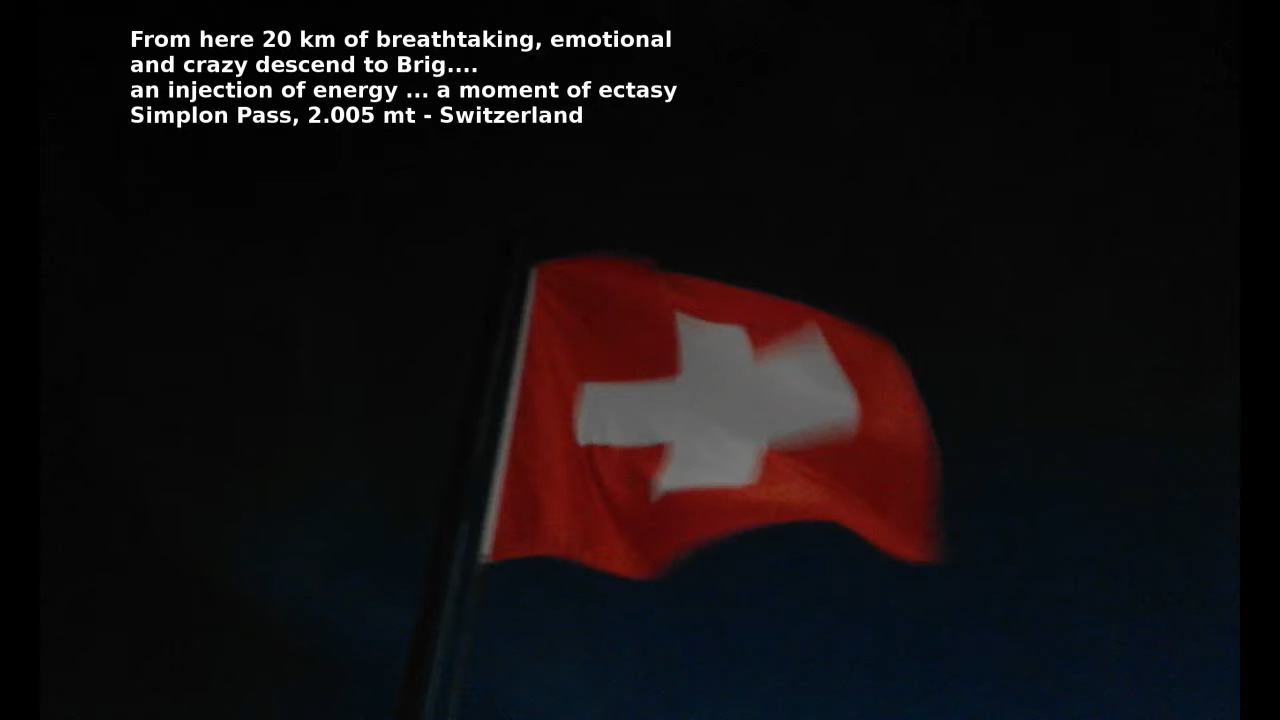 From here 20 km of breathtaking, emotional
and crazy descend to Brig....
an injection of energy ... a moment of ectasy
Simplon Pass, 2.005 mt - Switzerland